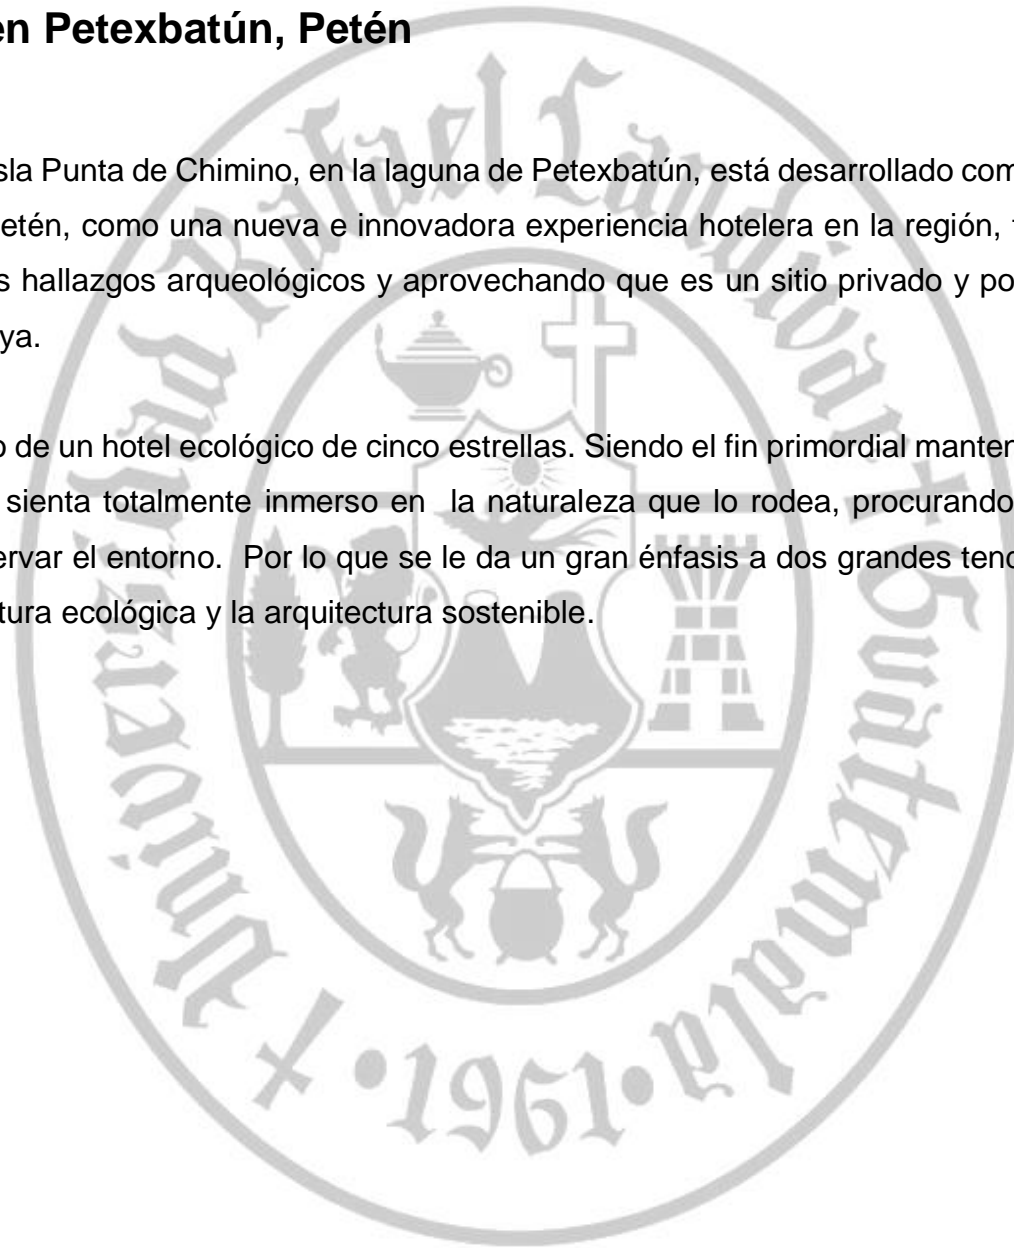 en Petexbatún, Petén
sla Punta de Chimino, en la laguna de Petexbatún, está desarrollado com
etén, como una nueva e innovadora experiencia hotelera en la región,
s hallazgos arqueológicos y aprovechando que es un sitio privado y po
ya.
o de un hotel ecológico de cinco estrellas. Siendo el fin primordial manten
sienta totalmente inmerso en la naturaleza que lo rodea, procurando
ervar el entorno. Por lo que se le da un gran énfasis a dos grandes tend
tura ecológica y la arquitectura sostenible.
Universidad Rafael Landívar + Guatemala • 1961 •